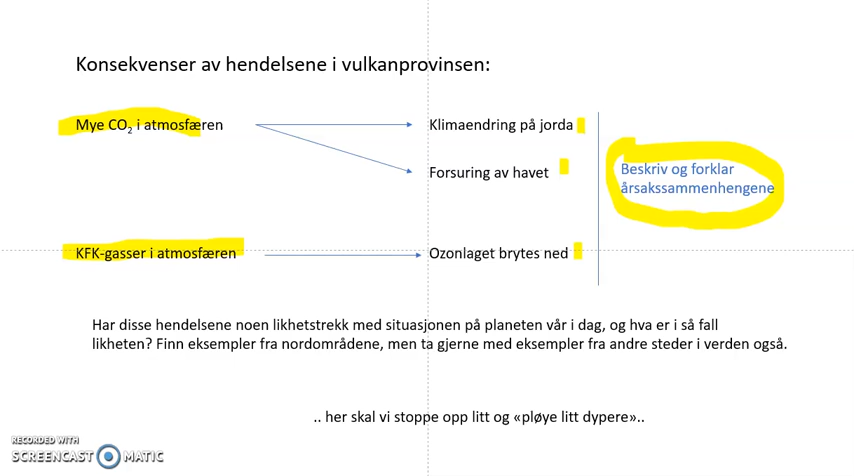 Konsekvenser av hendelsene i vulkanprovinsen:
Mye CO₂ i atmosfæren
Klimaendring på jorda
Forsuring av havet
Beskriv og forklar
årsakssammenhengene
KFK-gasser i atmosfæren
Ozonlaget brytes ned
Har disse hendelsene noen likhetstrekk med situasjonen på planeten vår i dag, og hva er i så fall
likheten? Finn eksempler fra nordområdene, men ta gjerne med eksempler fra andre steder i verden også.
.. her skal vi stoppe opp litt og «pløye litt dypere»..
RECORDED WITH
SCREENCAST MATIC